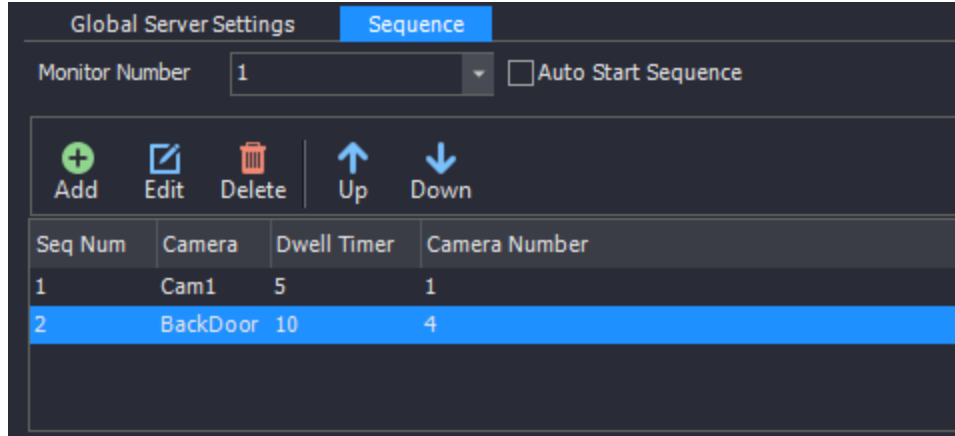 Global Server Settings Sequence
Monitor Number 1 Auto Start Sequence
Add Edit Delete Up Down
Seq Num Camera Dwell Timer Camera Number
1 Cam1 5 1
2 BackDoor 10 4